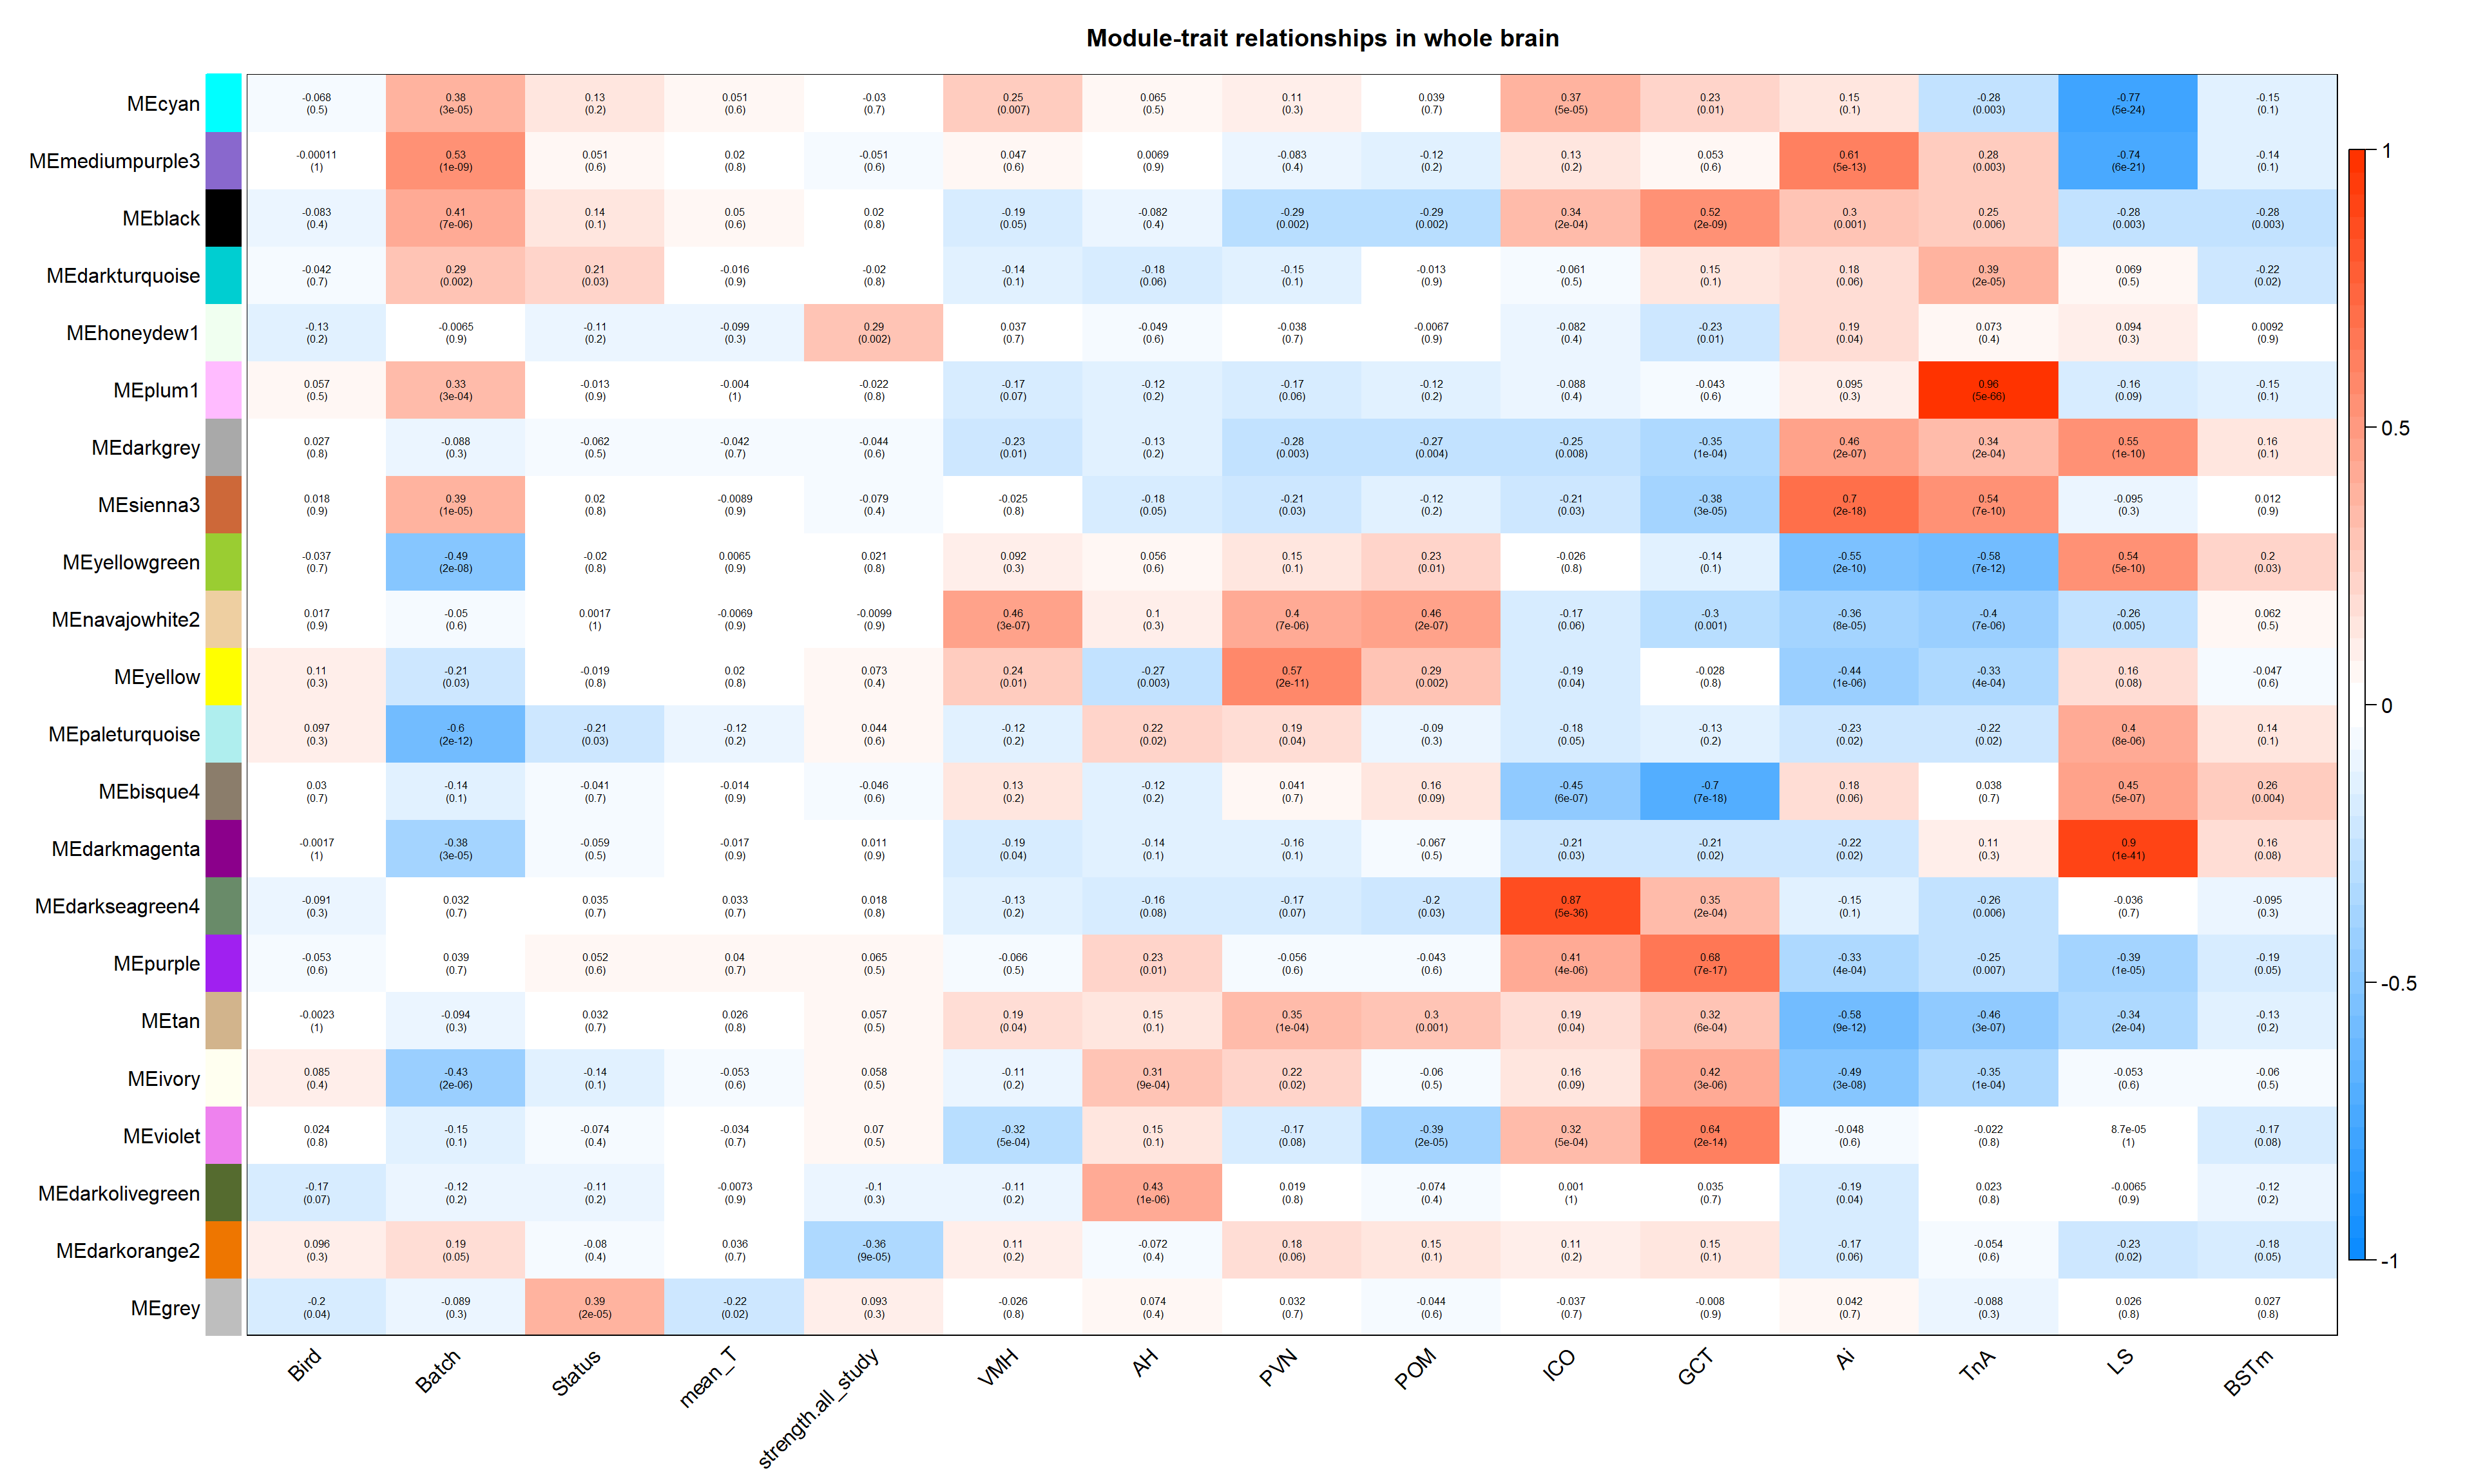 Module-trait relationships in whole brain
MEcyan -0.068 0.38 0.13 0.051 -0.03 0.25 0.065 0.11 0.039 0.37 0.23 0.15 -0.28 -0.77 -0.15
(0.5) (3e-05) (0.2) (0.6) (0.7) (0.007) (0.5) (0.3) (0.7) (5e-05) (0.01) (0.1) (0.003) (5e-24) (0.1)
MEmediumpurple3 -0.00011 0.53 0.051 0.02 -0.051 0.047 0.0069 -0.083 -0.12 0.13 0.053 0.61 0.28 -0.74 -0.14
(1) (1e-09) (0.6) (0.8) (0.6) (0.6) (0.9) (0.4) (0.2) (0.2) (0.6) (5e-13) (0.003) (6e-21) (0.1)
MEblack -0.083 0.41 0.14 0.05 0.02 -0.19 -0.082 -0.29 -0.29 0.34 0.52 0.3 0.25 -0.28 -0.28
(0.4) (7e-06) (0.1) (0.6) (0.8) (0.05) (0.4) (0.002) (0.002) (2e-04) (2e-09) (0.001) (0.006) (0.003) (0.003)
MEdarkturquoise -0.042 0.29 0.21 -0.016 -0.02 -0.14 -0.18 -0.15 -0.013 -0.061 0.15 0.18 0.39 0.069 -0.22
(0.7) (0.002) (0.03) (0.9) (0.8) (0.1) (0.06) (0.1) (0.9) (0.5) (0.1) (0.06) (2e-05) (0.5) (0.02)
MEhoneydew1 -0.13 -0.0065 -0.11 -0.099 0.29 0.037 -0.049 -0.038 -0.0067 -0.082 -0.23 0.19 0.073 0.094 0.0092
(0.2) (0.9) (0.2) (0.3) (0.002) (0.7) (0.6) (0.7) (0.9) (0.4) (0.01) (0.04) (0.4) (0.3) (0.9)
MEplum1 0.057 0.33 -0.013 -0.004 -0.022 -0.17 -0.12 -0.17 -0.12 -0.088 -0.043 0.095 0.96 -0.16 -0.15
(0.5) (3e-04) (0.9) (1) (0.8) (0.07) (0.2) (0.06) (0.2) (0.4) (0.6) (0.3) (5e-66) (0.09) (0.1)
MEdarkgrey 0.027 -0.088 -0.062 -0.042 -0.044 -0.23 -0.13 -0.28 -0.27 -0.25 -0.35 0.46 0.34 0.55 0.16
(0.8) (0.3) (0.5) (0.7) (0.6) (0.01) (0.2) (0.003) (0.004) (0.008) (1e-04) (2e-07) (2e-04) (1e-10) (0.1)
MEsienna3 0.018 0.39 0.02 -0.0089 -0.079 -0.025 -0.18 -0.21 -0.12 -0.21 -0.38 0.7 0.54 -0.095 0.012
(0.9) (1e-05) (0.8) (0.9) (0.4) (0.8) (0.05) (0.03) (0.2) (0.03) (3e-05) (2e-18) (7e-10) (0.3) (0.9)
MEyellowgreen -0.037 -0.49 -0.02 0.0065 0.021 0.092 0.056 0.15 0.23 -0.026 -0.14 -0.55 -0.58 0.54 0.2
(0.7) (2e-08) (0.8) (0.9) (0.8) (0.3) (0.6) (0.1) (0.01) (0.8) (0.1) (2e-10) (7e-12) (5e-10) (0.03)
MEnavajowhite2 0.017 -0.05 0.0017 -0.0069 -0.0099 0.46 0.1 0.4 0.46 -0.17 -0.3 -0.36 -0.4 -0.26 0.062
(0.9) (0.6) (1) (0.9) (0.9) (3e-07) (0.3) (7e-06) (2e-07) (0.06) (0.001) (8e-05) (7e-06) (0.005) (0.5)
MEyellow 0.11 -0.21 -0.019 0.02 0.073 0.24 -0.27 0.57 0.29 -0.19 -0.028 -0.44 -0.33 0.16 -0.047
(0.3) (0.03) (0.8) (0.8) (0.4) (0.01) (0.003) (2e-11) (0.002) (0.04) (0.8) (1e-06) (4e-04) (0.08) (0.6)
MEpaleturquoise 0.097 -0.6 -0.21 -0.12 0.044 -0.12 0.22 0.19 -0.09 -0.18 -0.13 -0.23 -0.22 0.4 0.14
(0.3) (2e-12) (0.03) (0.2) (0.6) (0.2) (0.02) (0.04) (0.3) (0.05) (0.2) (0.02) (0.02) (8e-06) (0.1)
MEbisque4 0.03 -0.14 -0.041 -0.014 -0.046 0.13 -0.12 0.041 0.16 -0.45 -0.7 0.18 0.038 0.45 0.26
(0.7) (0.1) (0.7) (0.9) (0.6) (0.2) (0.2) (0.7) (0.09) (6e-07) (7e-18) (0.06) (0.7) (5e-07) (0.004)
MEdarkmagenta -0.0017 -0.38 -0.059 -0.017 0.011 -0.19 -0.14 -0.16 -0.067 -0.21 -0.21 -0.22 0.11 0.9 0.16
(1) (3e-05) (0.5) (0.9) (0.9) (0.04) (0.1) (0.1) (0.5) (0.03) (0.02) (0.02) (0.3) (1e-41) (0.08)
MEdarkseagreen4 -0.091 0.032 0.035 0.033 0.018 -0.13 -0.16 -0.17 -0.2 0.87 0.35 -0.15 -0.26 -0.036 -0.095
(0.3) (0.7) (0.7) (0.7) (0.8) (0.2) (0.08) (0.07) (0.03) (5e-36) (2e-04) (0.1) (0.006) (0.7) (0.3)
MEpurple -0.053 0.039 0.052 0.04 0.065 -0.066 0.23 -0.056 -0.043 0.41 0.68 -0.33 -0.25 -0.39 -0.19
(0.6) (0.7) (0.6) (0.7) (0.5) (0.5) (0.01) (0.6) (0.6) (4e-06) (7e-17) (4e-04) (0.007) (1e-05) (0.05)
MEtan -0.0023 -0.094 0.032 0.026 0.057 0.19 0.15 0.35 0.3 0.19 0.32 -0.58 -0.46 -0.34 -0.13
(1) (0.3) (0.7) (0.8) (0.5) (0.04) (0.1) (1e-04) (0.001) (0.04) (6e-04) (9e-12) (3e-07) (2e-04) (0.2)
MEivory 0.085 -0.43 -0.14 -0.053 0.058 -0.11 0.31 0.22 -0.06 0.16 0.42 -0.49 -0.35 -0.053 -0.06
(0.4) (2e-06) (0.1) (0.6) (0.5) (0.2) (9e-04) (0.02) (0.5) (0.09) (3e-06) (3e-08) (1e-04) (0.6) (0.5)
MEviolet 0.024 -0.15 -0.074 -0.034 0.07 -0.32 0.15 -0.17 -0.39 0.32 0.64 -0.048 -0.022 8.7e-05 -0.17
(0.8) (0.1) (0.4) (0.7) (0.5) (5e-04) (0.1) (0.08) (2e-05) (5e-04) (2e-14) (0.6) (0.8) (1) (0.08)
MEdarkolivegreen -0.17 -0.12 -0.11 -0.0073 -0.1 -0.11 0.43 0.019 -0.074 0.001 0.035 -0.19 0.023 -0.0065 -0.12
(0.07) (0.2) (0.2) (0.9) (0.3) (0.2) (1e-06) (0.8) (0.4) (1) (0.7) (0.04) (0.8) (0.9) (0.2)
MEdarkorange2 0.096 0.19 -0.08 0.036 -0.36 0.11 -0.072 0.18 0.15 0.11 0.15 -0.17 -0.054 -0.23 -0.18
(0.3) (0.05) (0.4) (0.7) (9e-05) (0.2) (0.4) (0.06) (0.1) (0.2) (0.1) (0.06) (0.6) (0.02) (0.05)
MEgrey -0.2 -0.089 0.39 -0.22 0.093 -0.026 0.074 0.032 -0.044 -0.037 -0.008 0.042 -0.088 0.026 0.027
(0.04) (0.3) (2e-05) (0.02) (0.3) (0.8) (0.4) (0.7) (0.6) (0.7) (0.9) (0.7) (0.3) (0.8) (0.8)
Bird Batch Status mean_T strength.all_study VMH AH PVN POM ICO GCT Ai TnA LS BSTm
1
0.5
0
-0.5
-1